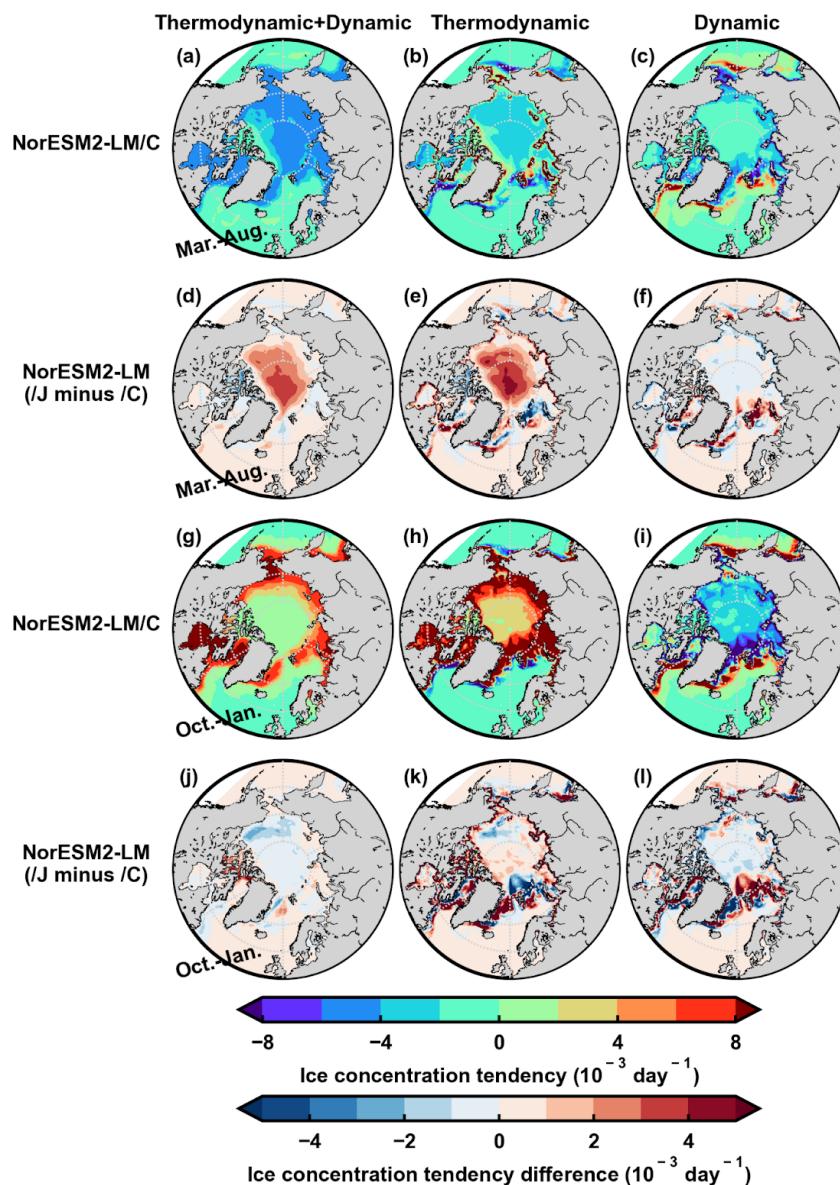 Thermodynamic+Dynamic Thermodynamic Dynamic
(a) (b) (c)
NorESM2-LM/C
Mar.-Aug.
(d) (e) (f)
NorESM2-LM
(/J minus /C)
Mar.-Aug.
(g) (h) (i)
NorESM2-LM/C
Oct.-Jan.
(j) (k) (l)
NorESM2-LM
(/J minus /C)
Oct.-Jan.
−8 −4 0 4 8
Ice concentration tendency (10⁻³ day⁻¹)
−4 −2 0 2 4
Ice concentration tendency difference (10⁻³ day⁻¹)